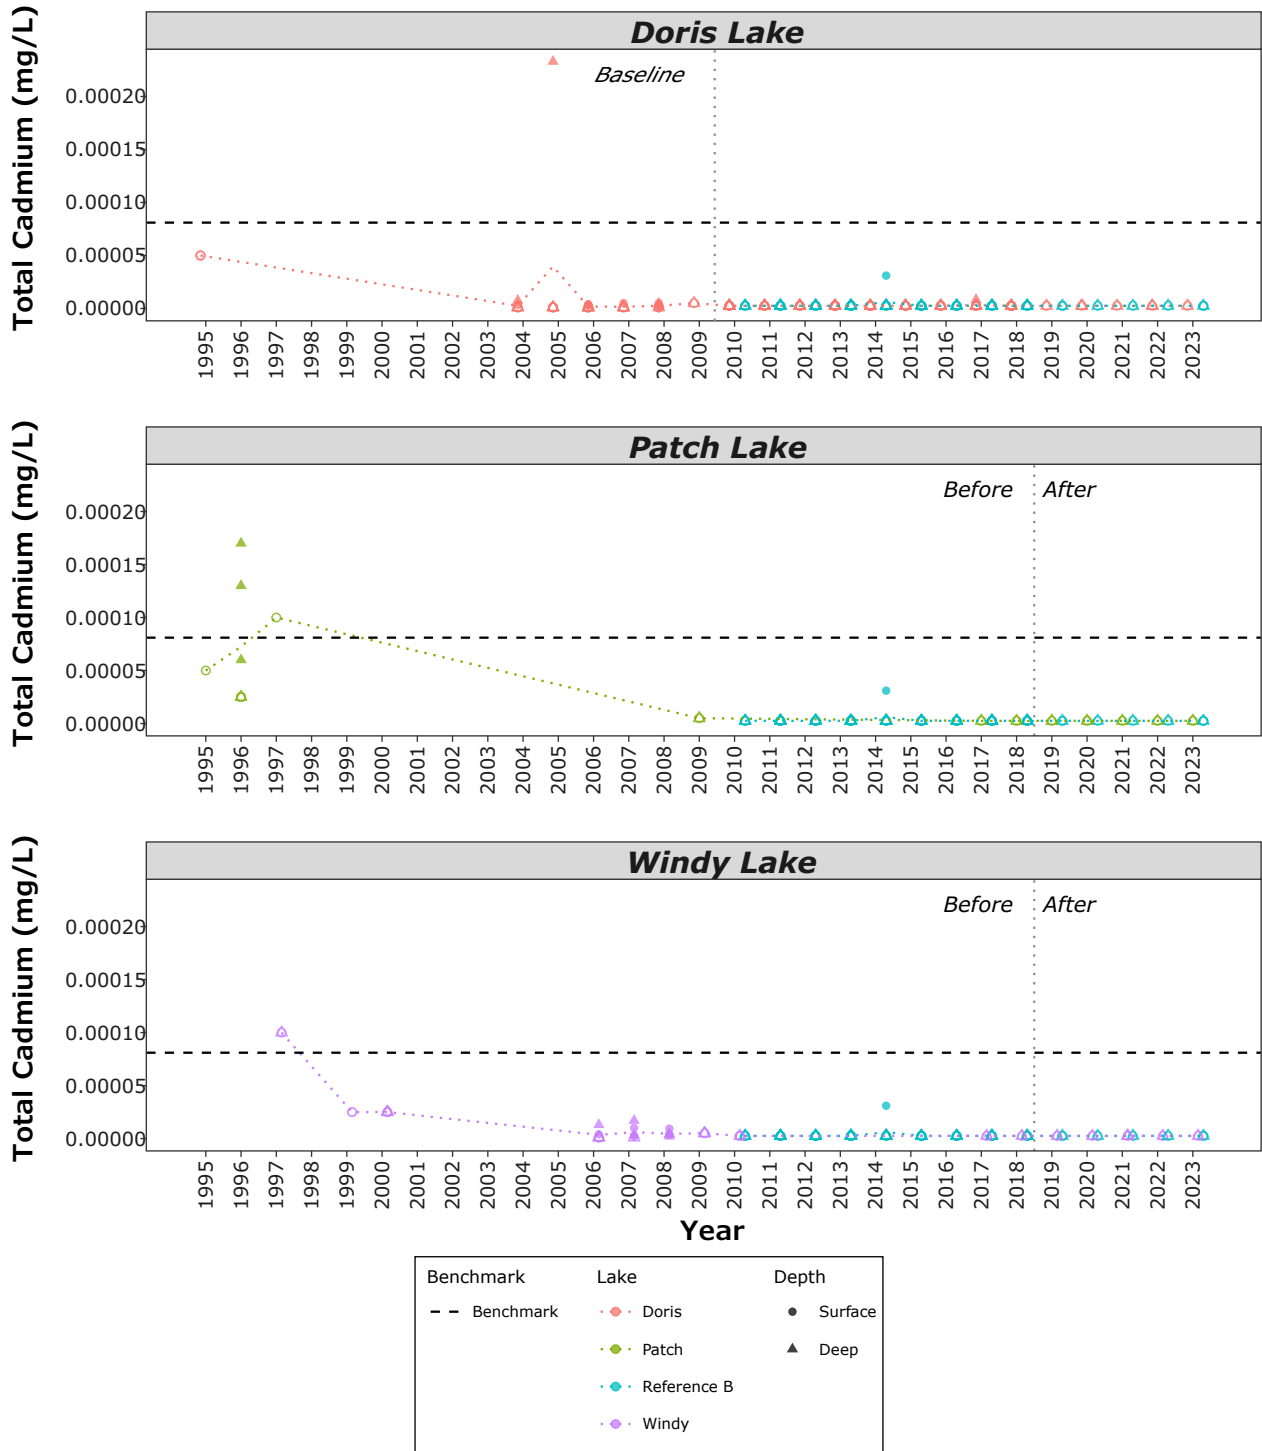 Doris Lake
Total Cadmium (mg/L)
Baseline
0.00020
0.00015
0.00010
0.00005
0.00000
1995 1996 1997 1998 1999 2000 2001 2002 2003 2004 2005 2006 2007 2008 2009 2010 2011 2012 2013 2014 2015 2016 2017 2018 2019 2020 2021 2022 2023
Patch Lake
Total Cadmium (mg/L)
Before After
0.00020
0.00015
0.00010
0.00005
0.00000
1995 1996 1997 1998 1999 2000 2001 2002 2003 2004 2005 2006 2007 2008 2009 2010 2011 2012 2013 2014 2015 2016 2017 2018 2019 2020 2021 2022 2023
Windy Lake
Total Cadmium (mg/L)
Before After
0.00020
0.00015
0.00010
0.00005
0.00000
1995 1996 1997 1998 1999 2000 2001 2002 2003 2004 2005 2006 2007 2008 2009 2010 2011 2012 2013 2014 2015 2016 2017 2018 2019 2020 2021 2022 2023
Year
Benchmark Lake Depth
Benchmark Doris Surface
Patch Deep
Reference B
Windy